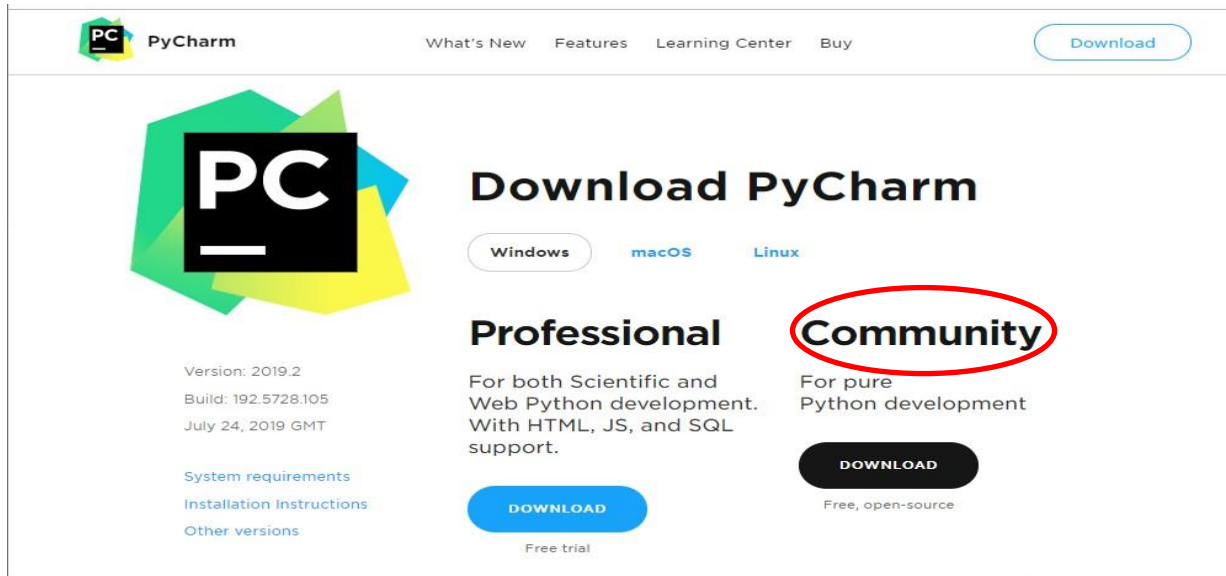 PC PyCharm What's New Features Learning Center Buy Download
PC
Download PyCharm
Windows macOS Linux
Version: 2019.2
Build: 192.5728.105
July 24, 2019 GMT
System requirements
Installation Instructions
Other versions
Professional
For both Scientific and
Web Python development.
With HTML, JS, and SQL
support.
DOWNLOAD
Free trial
Community
For pure
Python development
DOWNLOAD
Free, open-source